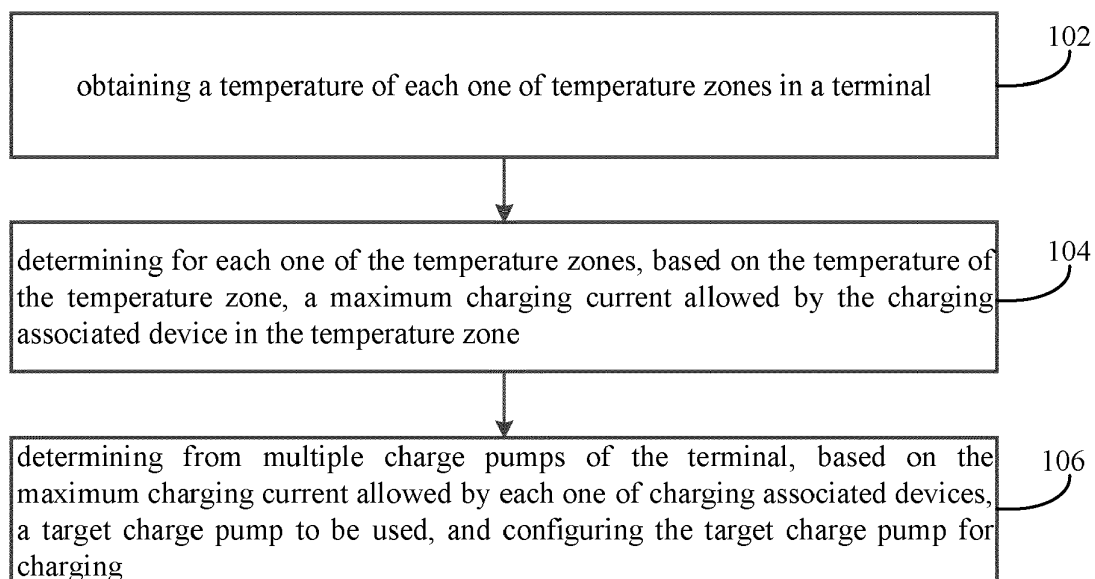 102
obtaining a temperature of each one of temperature zones in a terminal
104
determining for each one of the temperature zones, based on the temperature of
the temperature zone, a maximum charging current allowed by the charging
associated device in the temperature zone
106
determining from multiple charge pumps of the terminal, based on the
maximum charging current allowed by each one of charging associated devices,
a target charge pump to be used, and configuring the target charge pump for
charging